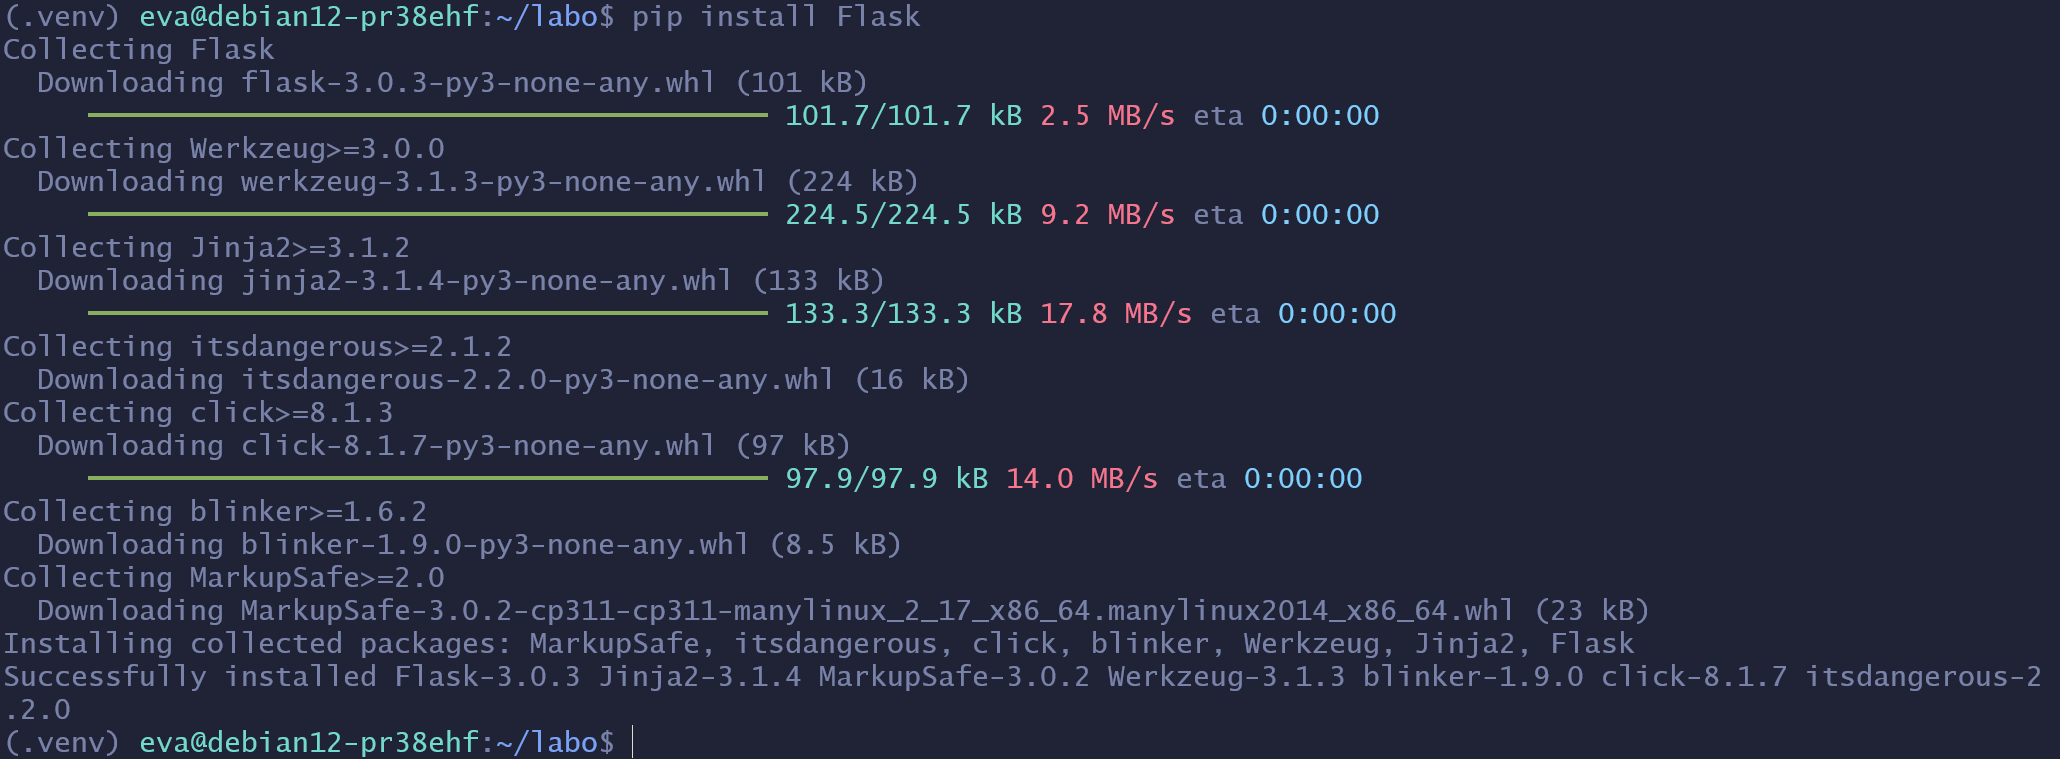 (.venv) eva@debian12-pr38ehf:~/labo$ pip install Flask
Collecting Flask
  Downloading flask-3.0.3-py3-none-any.whl (101 kB)
     ━━━━━━━━━━━━━━━━━━━━━━━━━━━━━━━━━━━━━━━━ 101.7/101.7 kB 2.5 MB/s eta 0:00:00
Collecting Werkzeug>=3.0.0
  Downloading werkzeug-3.1.3-py3-none-any.whl (224 kB)
     ━━━━━━━━━━━━━━━━━━━━━━━━━━━━━━━━━━━━━━━━ 224.5/224.5 kB 9.2 MB/s eta 0:00:00
Collecting Jinja2>=3.1.2
  Downloading jinja2-3.1.4-py3-none-any.whl (133 kB)
     ━━━━━━━━━━━━━━━━━━━━━━━━━━━━━━━━━━━━━━━━ 133.3/133.3 kB 17.8 MB/s eta 0:00:00
Collecting itsdangerous>=2.1.2
  Downloading itsdangerous-2.2.0-py3-none-any.whl (16 kB)
Collecting click>=8.1.3
  Downloading click-8.1.7-py3-none-any.whl (97 kB)
     ━━━━━━━━━━━━━━━━━━━━━━━━━━━━━━━━━━━━━━━━ 97.9/97.9 kB 14.0 MB/s eta 0:00:00
Collecting blinker>=1.6.2
  Downloading blinker-1.9.0-py3-none-any.whl (8.5 kB)
Collecting MarkupSafe>=2.0
  Downloading MarkupSafe-3.0.2-cp311-cp311-manylinux_2_17_x86_64.manylinux2014_x86_64.whl (23 kB)
Installing collected packages: MarkupSafe, itsdangerous, click, blinker, Werkzeug, Jinja2, Flask
Successfully installed Flask-3.0.3 Jinja2-3.1.4 MarkupSafe-3.0.2 Werkzeug-3.1.3 blinker-1.9.0 click-8.1.7 itsdangerous-2
.2.0
(.venv) eva@debian12-pr38ehf:~/labo$